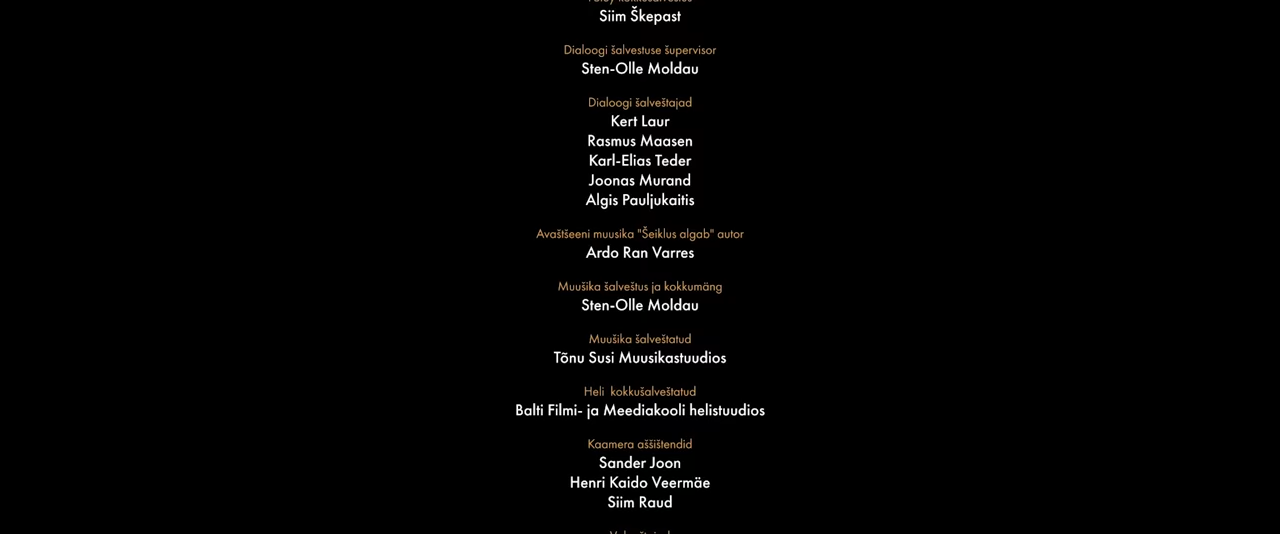 Siim Škepast
Dialoogi šalvestuse šupervisor
Sten-Olle Moldau
Dialoogi šalveštajad
Kert Laur
Rasmus Maasen
Karl-Elias Teder
Joonas Murand
Algis Pauljukaitis
Avaštšeeni muusika "Šeiklus algab" autor
Ardo Ran Varres
Muušika šalveštus ja kokkumäng
Sten-Olle Moldau
Muušika šalveštatud
Tõnu Susi Muusikastuudios
Heli kokkušalveštatud
Balti Filmi- ja Meediakooli helistuudios
Kaamera aššištendid
Sander Joon
Henri Kaido Veermäe
Siim Raud